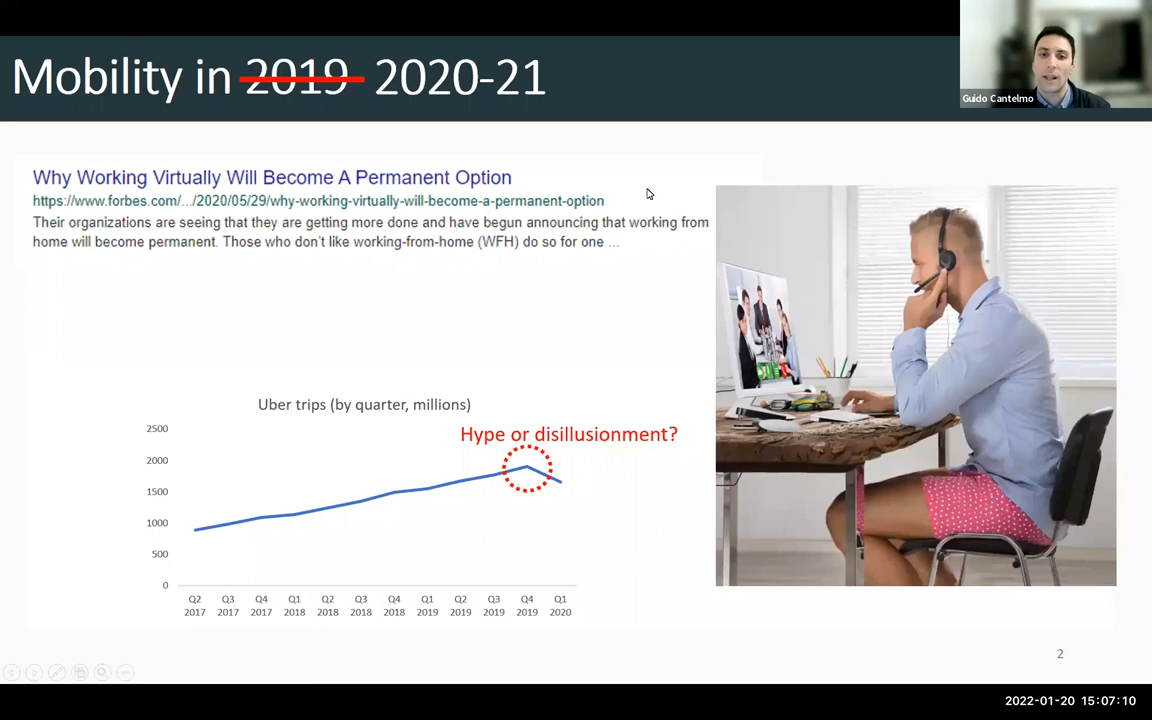 Mobility in 2019 2020-21
Guido Cantelmo
Why Working Virtually Will Become A Permanent Option
https://www.forbes.com/.../2020/05/29/why-working-virtually-will-become-a-permanent-option
Their organizations are seeing that they are getting more done and have begun announcing that working from
home will become permanent. Those who don't like working-from-home (WFH) do so for one ...
Uber trips (by quarter, millions)
Hype or disillusionment?
2500
2000
1500
1000
500
0
Q2 Q3 Q4 Q1 Q2 Q3 Q4 Q1 Q2 Q3 Q4 Q1
2017 2017 2017 2018 2018 2018 2018 2019 2019 2019 2019 2020
2
2022-01-20 15:07:10